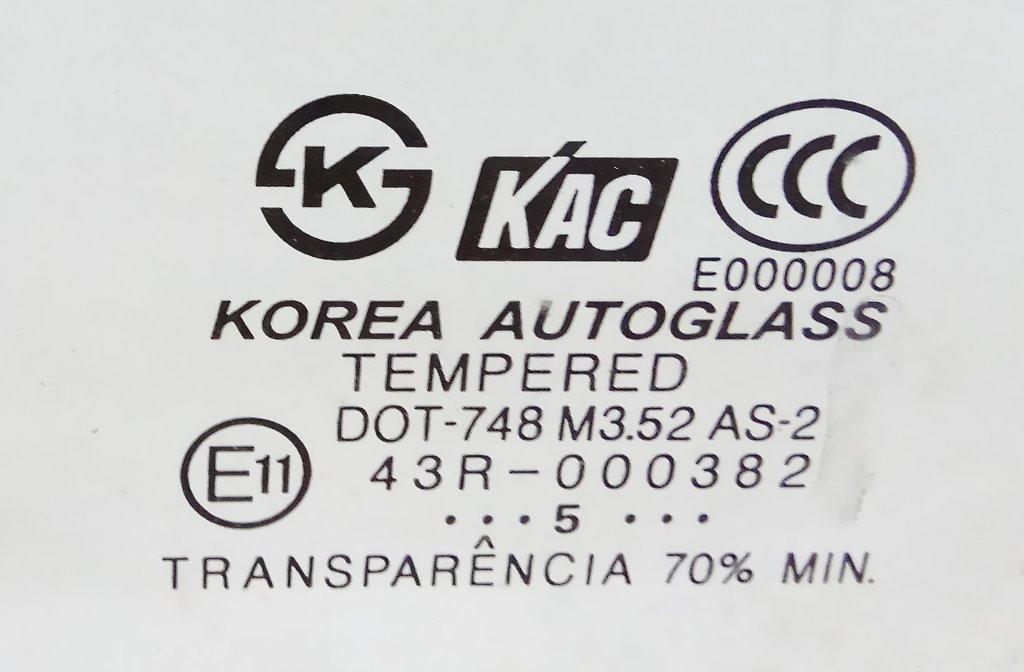 K KAC CCC
E000008
KOREA AUTOGLASS
TEMPERED
DOT-748 M3.52 AS-2
E11 43R-000382
...5 ...
TRANSPARÊNCIA 70% MIN.